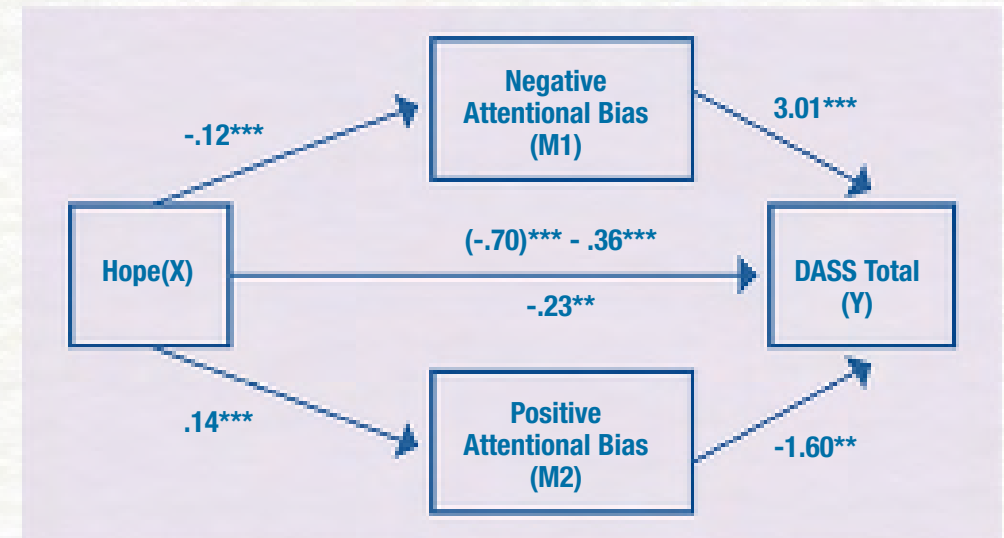 Negative
Attentional Bias
(M1)
-.12***
3.01***
(-.70)*** - .36***
Hope(X)
DASS Total
(Y)
-.23**
.14***
Positive
Attentional Bias
(M2)
-1.60**